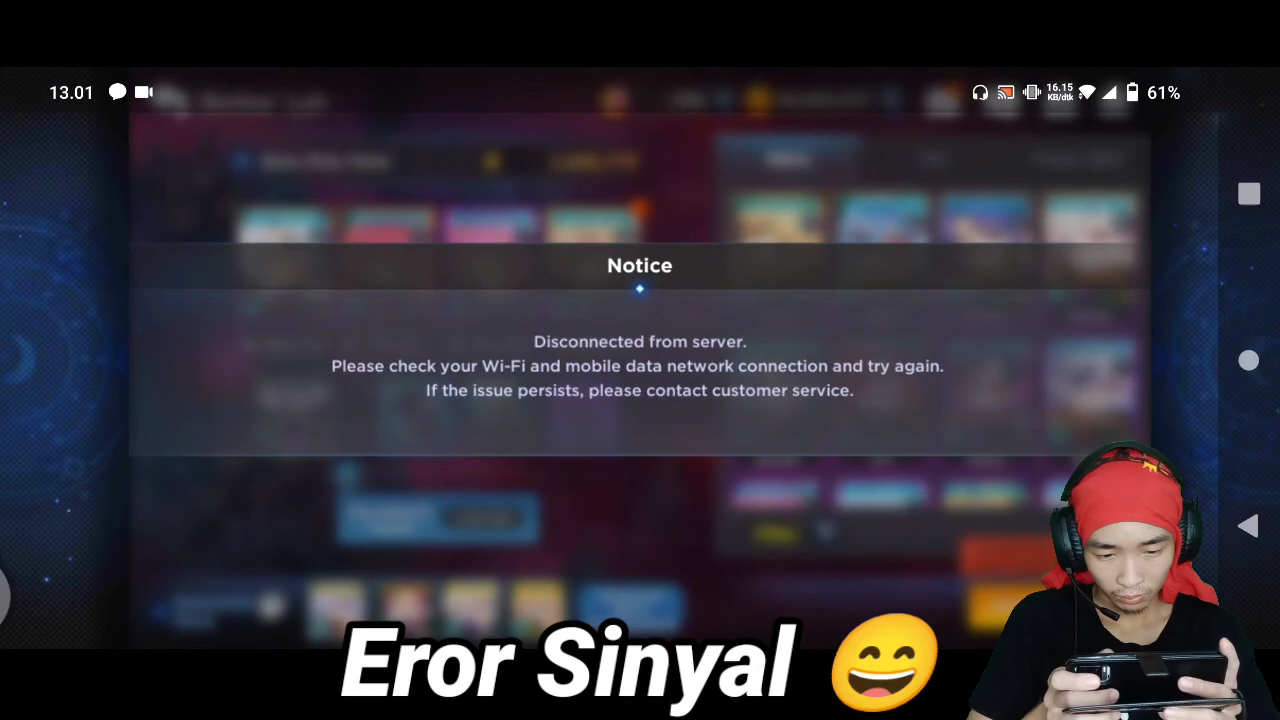 13.01
16.15
KB/dtk
61%
Notice
Disconnected from server.
Please check your Wi-Fi and mobile data network connection and try again.
If the issue persists, please contact customer service.
Eror Sinyal 😄